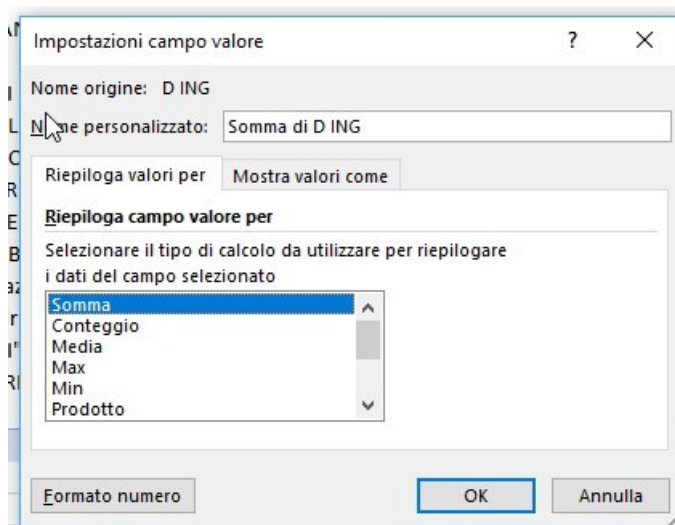 Impostazioni campo valore ? ✕
Nome origine: D ING
Nome personalizzato: Somma di D ING
Riepiloga valori per Mostra valori come
Riepiloga campo valore per
Selezionare il tipo di calcolo da utilizzare per riepilogare
i dati del campo selezionato
Somma
Conteggio
Media
Max
Min
Prodotto
Formato numero OK Annulla